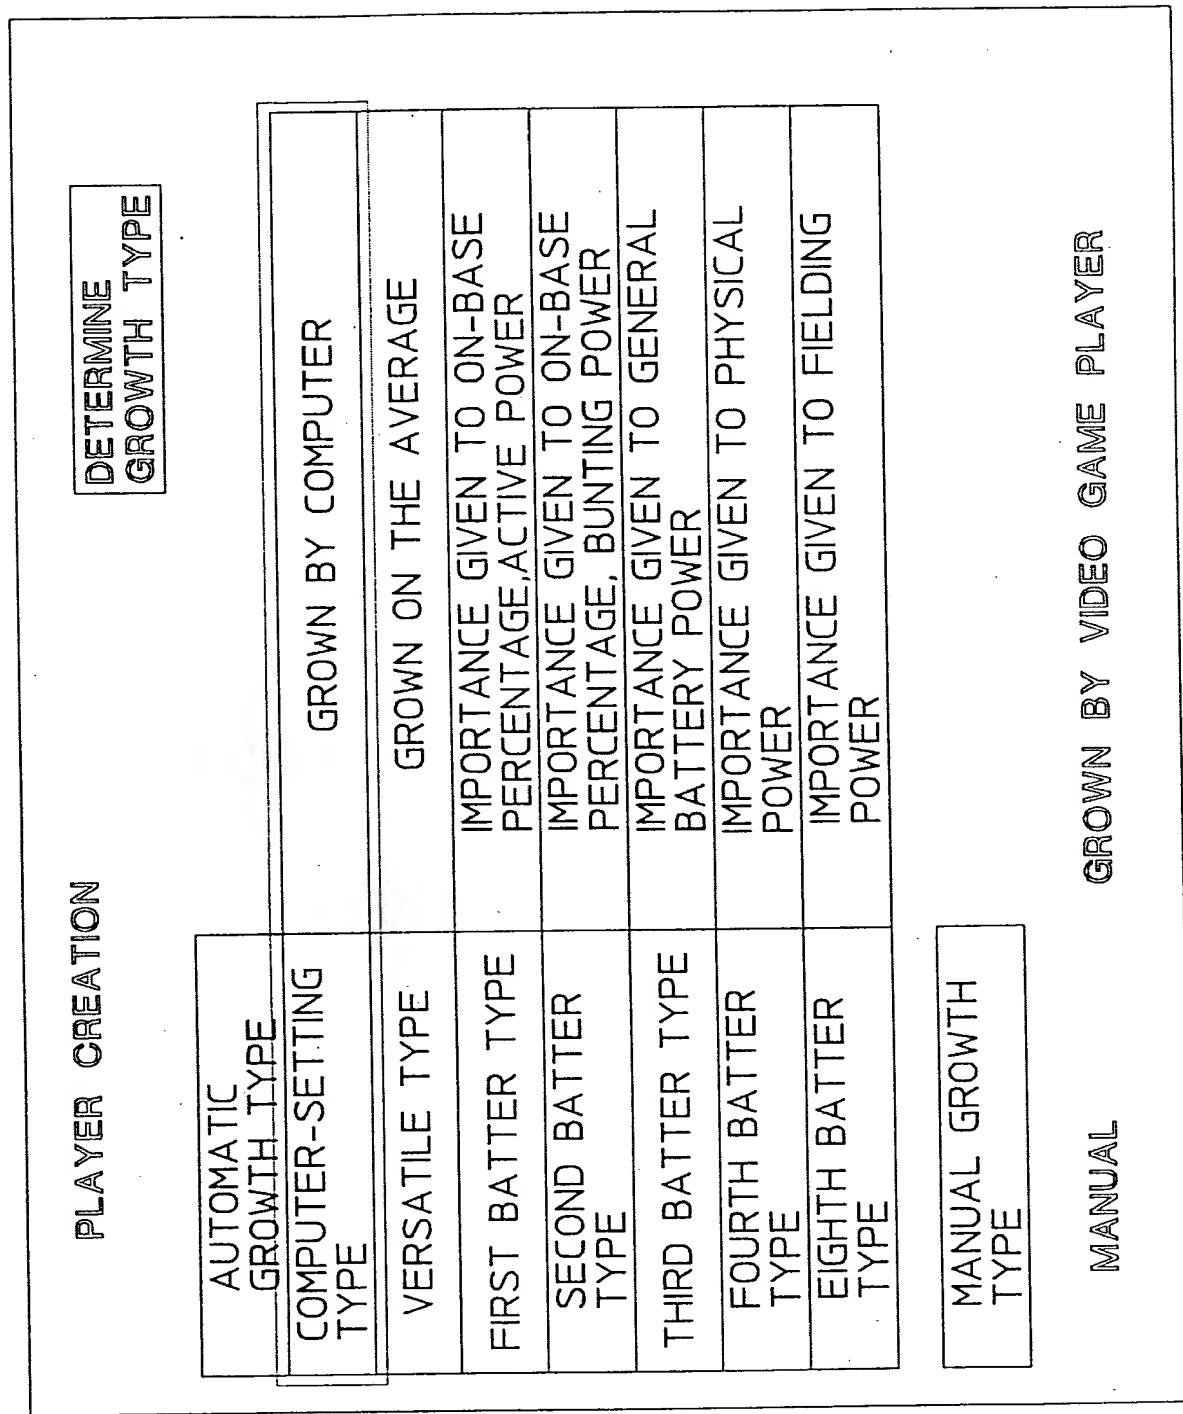 PLAYER CREATION
DETERMINE
GROWTH TYPE
AUTOMATIC
GROWTH TYPE
COMPUTER-SETTING
TYPE
GROWN BY COMPUTER
VERSATILE TYPE
GROWN ON THE AVERAGE
FIRST BATTER TYPE
IMPORTANCE GIVEN TO ON-BASE
PERCENTAGE,ACTIVE POWER
SECOND BATTER
TYPE
IMPORTANCE GIVEN TO ON-BASE
PERCENTAGE, BUNTING POWER
THIRD BATTER TYPE
IMPORTANCE GIVEN TO GENERAL
BATTERY POWER
FOURTH BATTER
TYPE
IMPORTANCE GIVEN TO PHYSICAL
POWER
EIGHTH BATTER
TYPE
IMPORTANCE GIVEN TO FIELDING
POWER
MANUAL GROWTH
TYPE
MANUAL
GROWN BY VIDEO GAME PLAYER